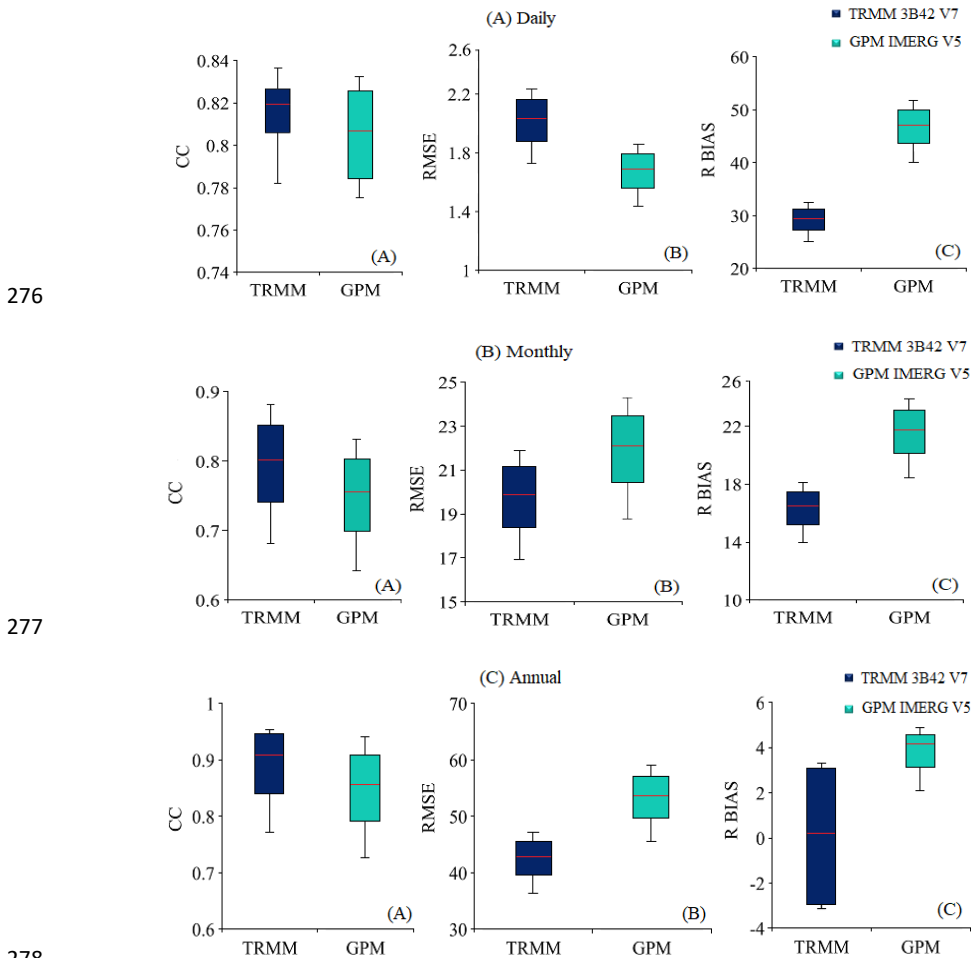 (A) Daily
TRMM 3B42 V7
GPM IMERG V5
CC
0.84
0.82
0.8
0.78
0.76
0.74
(A)
TRMM GPM
RMSE
2.6
2.2
1.8
1.4
1
(B)
TRMM GPM
R BIAS
60
50
40
30
20
(C)
TRMM GPM
276
(B) Monthly
TRMM 3B42 V7
GPM IMERG V5
CC
0.9
0.8
0.7
0.6
(A)
TRMM GPM
RMSE
25
23
21
19
17
15
(B)
TRMM GPM
R BIAS
26
22
18
14
10
(C)
TRMM GPM
277
(C) Annual
TRMM 3B42 V7
GPM IMERG V5
CC
1
0.9
0.8
0.7
0.6
(A)
TRMM GPM
RMSE
70
60
50
40
30
(B)
TRMM GPM
R BIAS
6
4
2
0
-2
-4
(C)
TRMM GPM